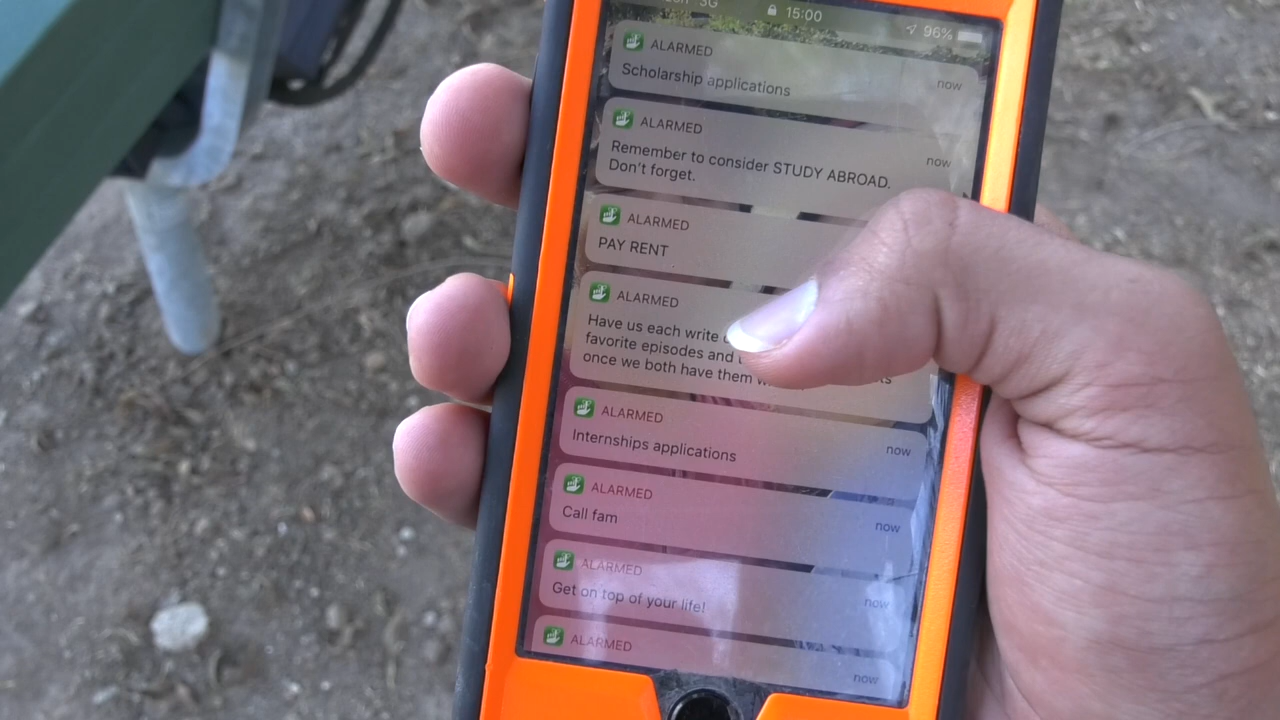 3G 15:00 96%
ALARMED
Scholarship applications now
ALARMED
Remember to consider STUDY ABROAD. now
Don't forget.
ALARMED
PAY RENT
ALARMED
Have us each write
favorite episodes and
once we both have them
ALARMED
Internships applications now
ALARMED
Call fam now
ALARMED
Get on top of your life! now
ALARMED
now